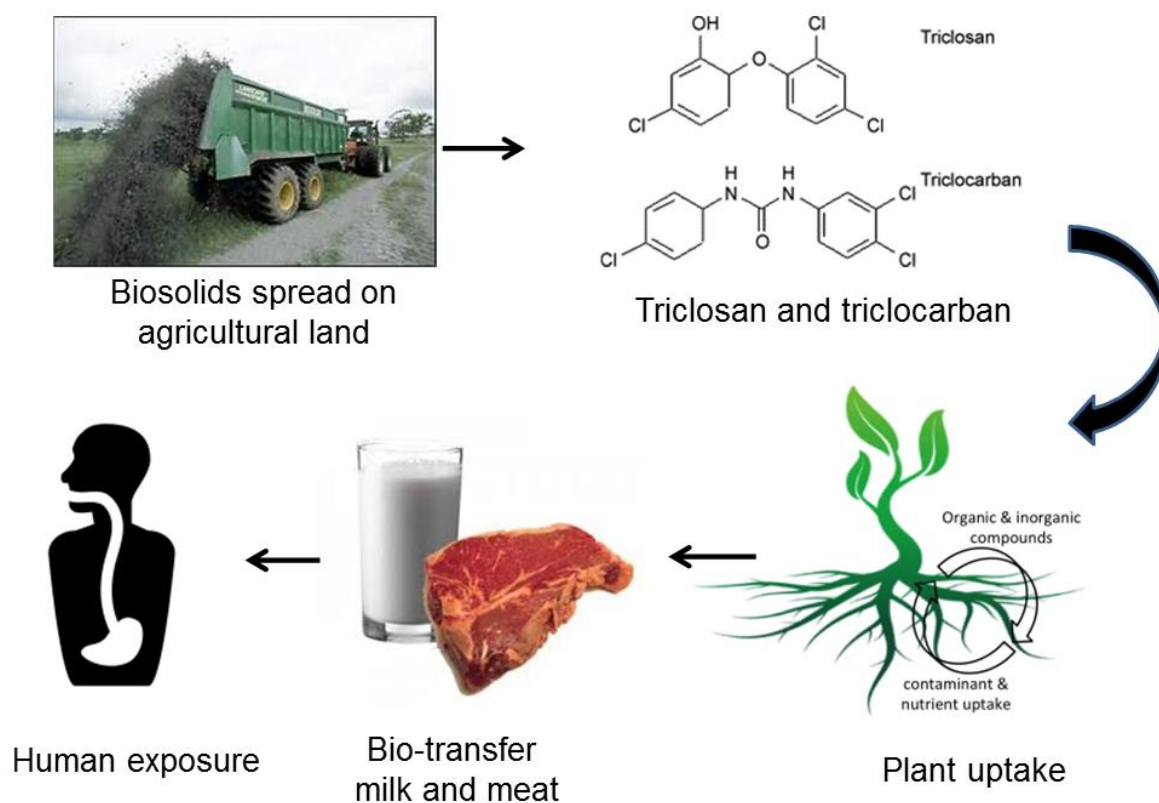 OH
Cl
O
Cl
Cl
Triclosan
H
N
H
N
O
Cl
Cl
Cl
Triclocarban
Biosolids spread on
agricultural land
Triclosan and triclocarban
Organic & inorganic
compounds
contaminant &
nutrient uptake
Human exposure
Bio-transfer
milk and meat
Plant uptake